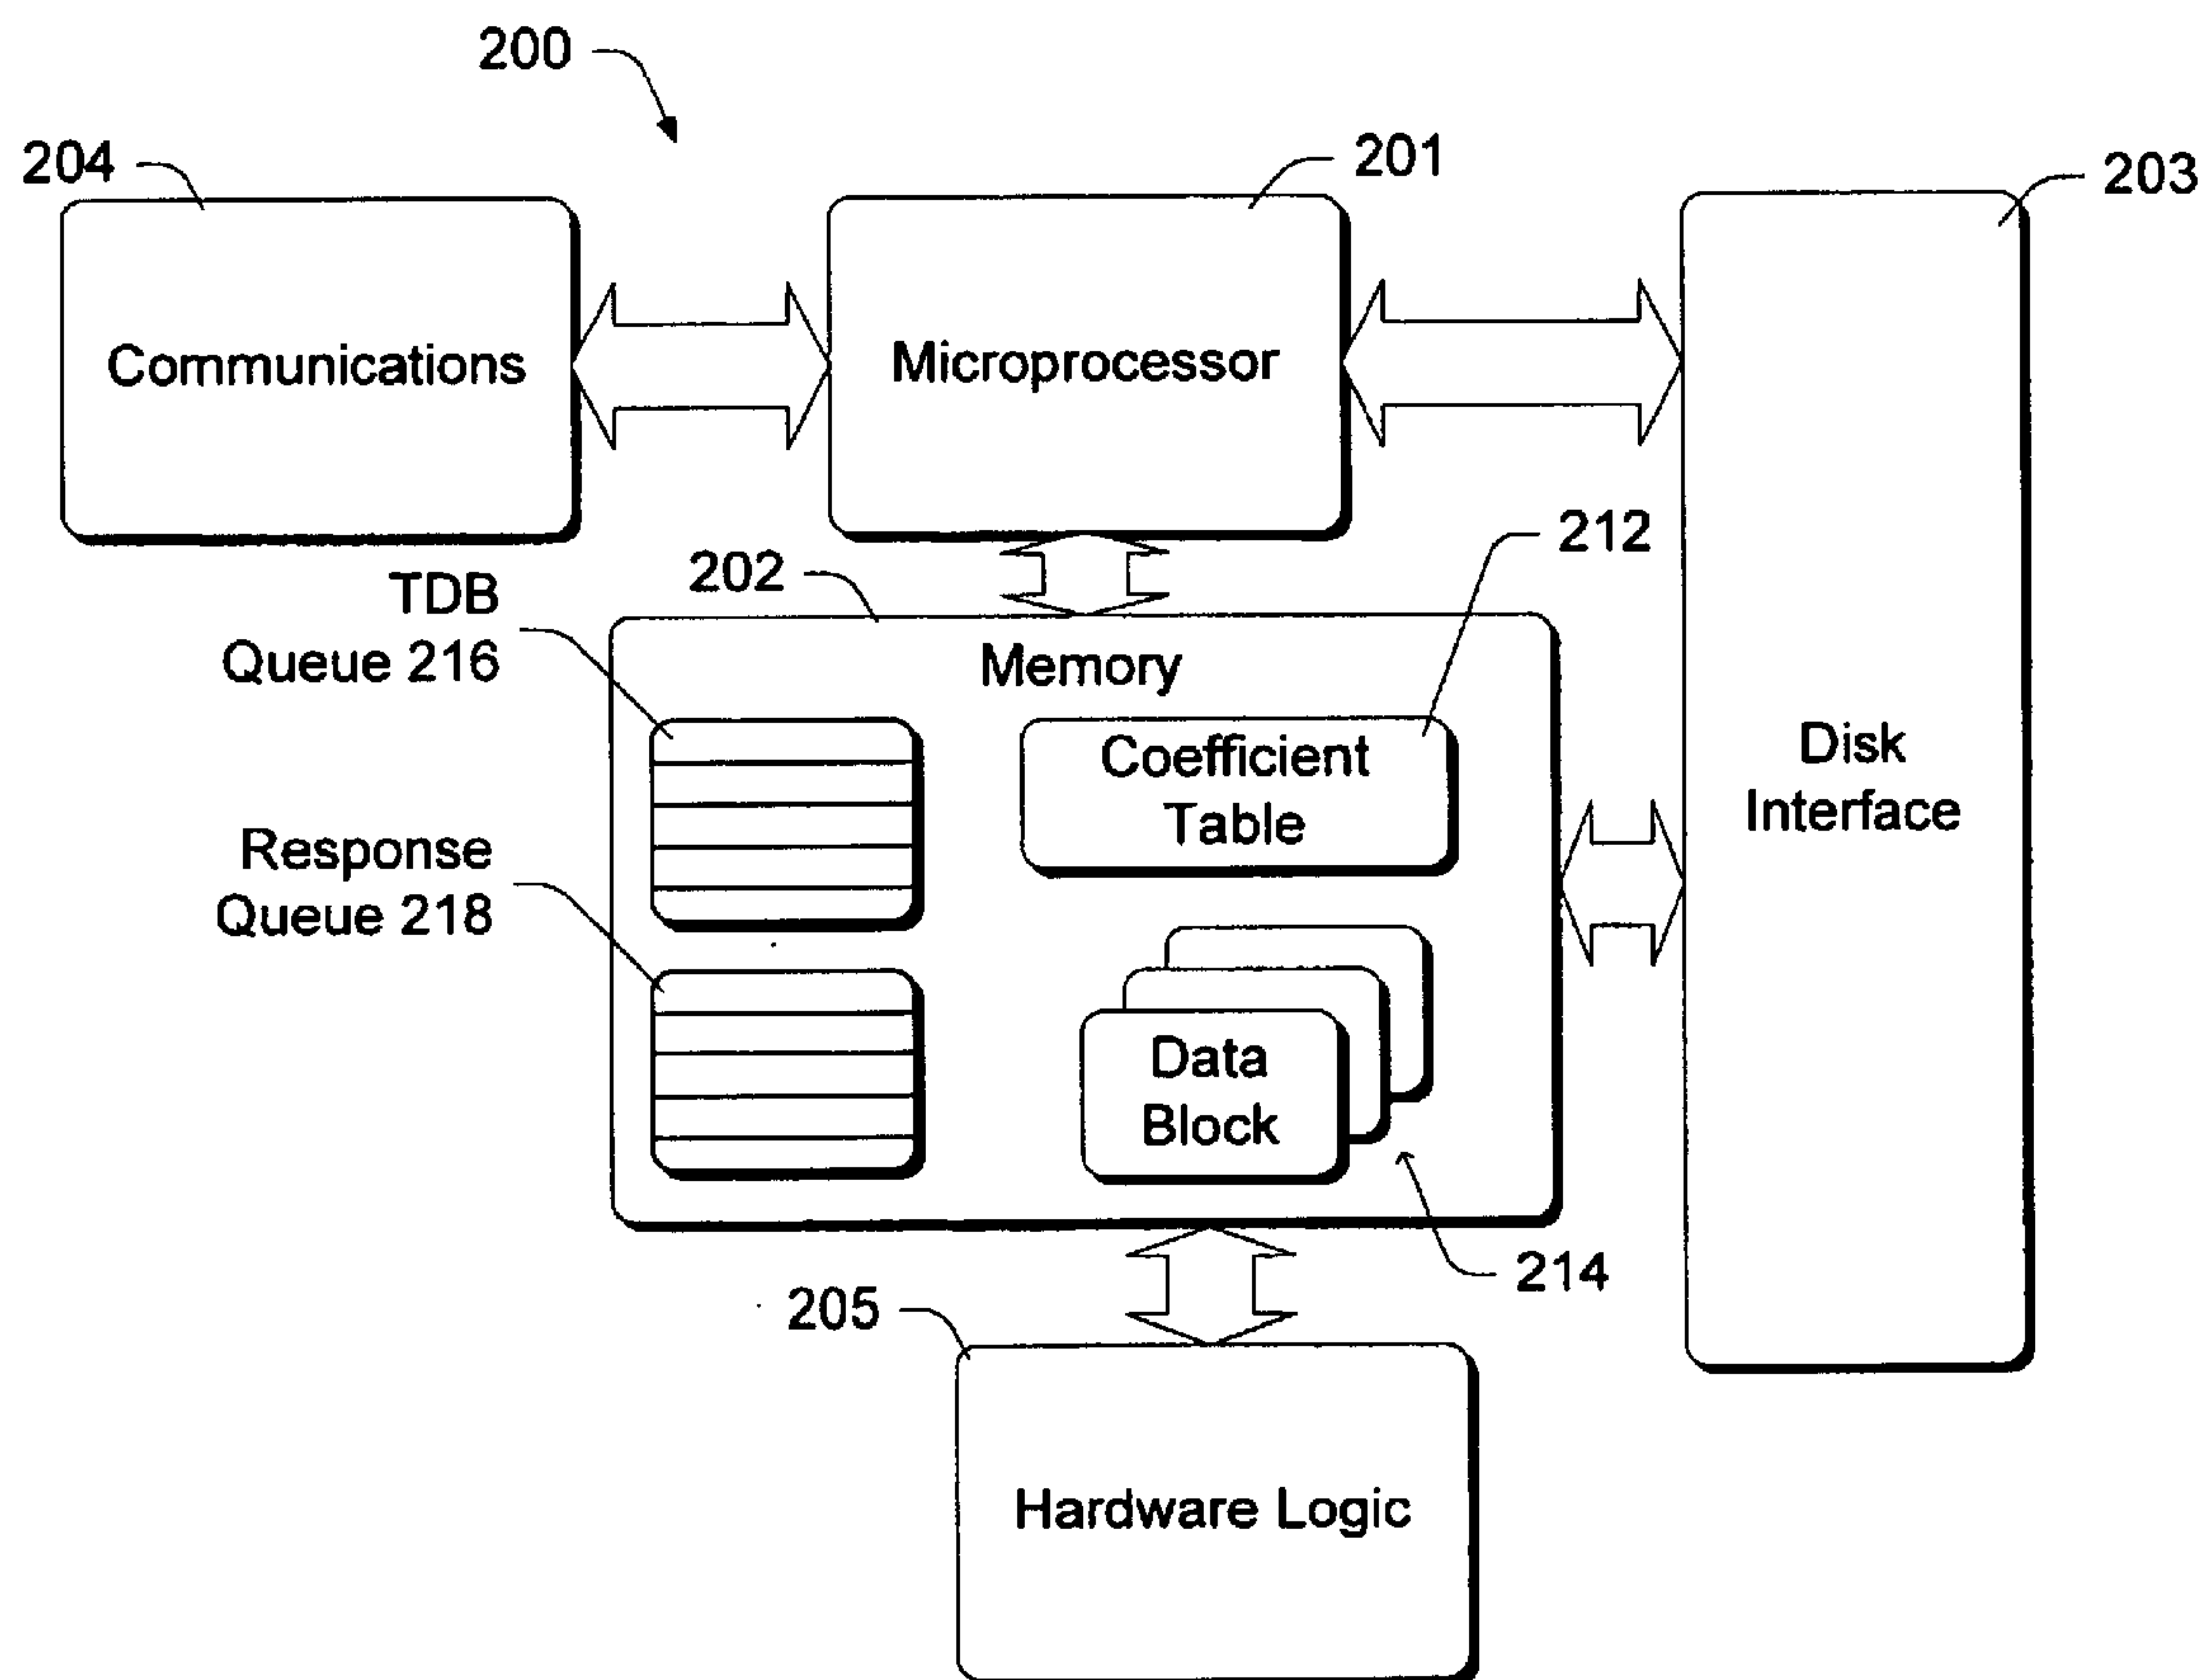 200
204
201
203
Communications
Microprocessor
212
202
TDB
Queue 216
Memory
Coefficient
Table
Disk
Interface
Response
Queue 218
Data
Block
214
205
Hardware Logic